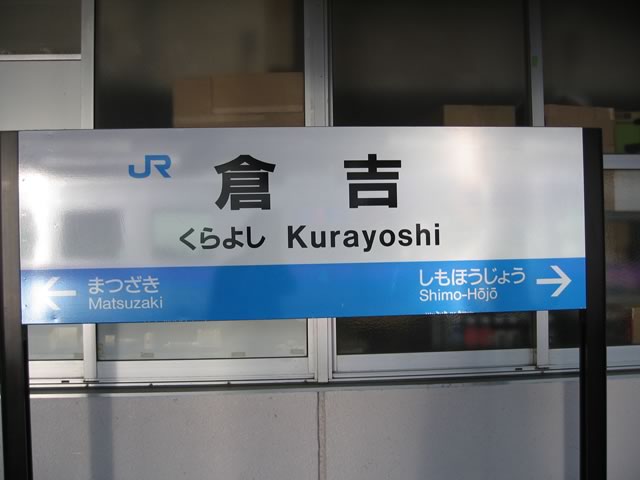 JR
倉吉
くらよし Kurayoshi
← まつざき
Matsuzaki
しもほうじょう →
Shimo-Hōjō